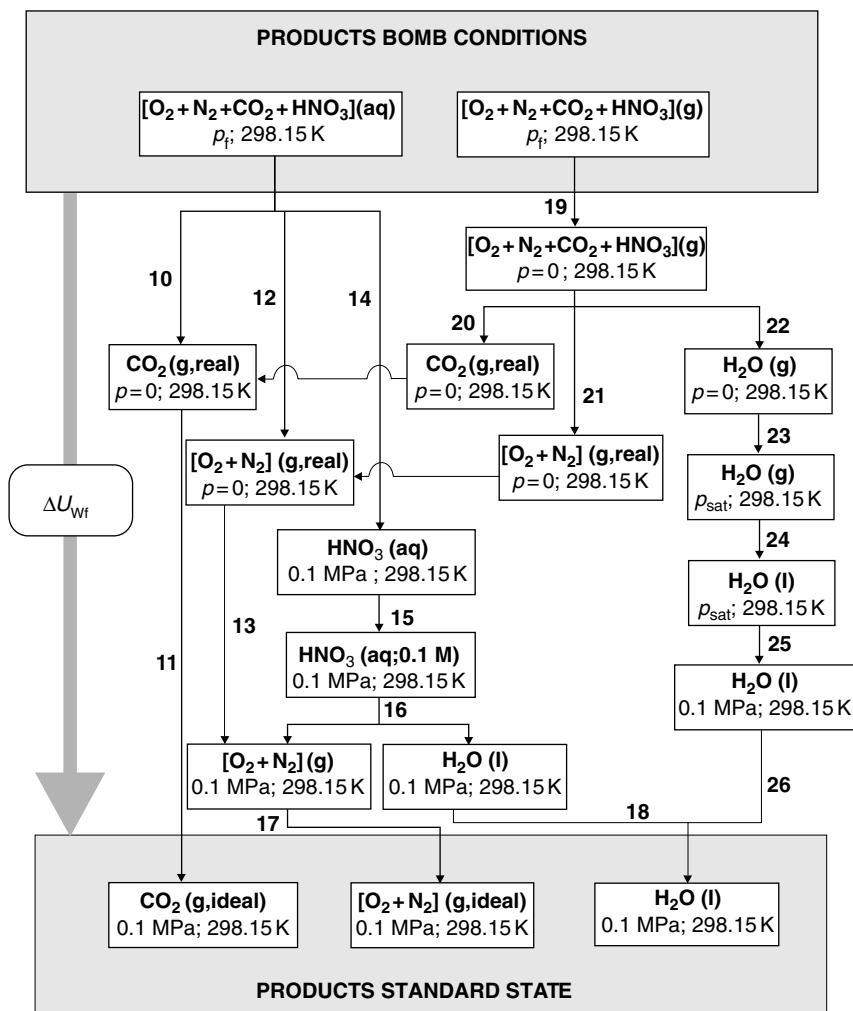 PRODUCTS BOMB CONDITIONS
[O₂+N₂+CO₂+HNO₃](aq)
p_f; 298.15 K
[O₂+N₂+CO₂+HNO₃](g)
p_f; 298.15 K
19
[O₂+N₂+CO₂+HNO₃](g)
p=0; 298.15 K
10
12
14
20
22
CO₂ (g,real)
p=0; 298.15 K
CO₂ (g,real)
p=0; 298.15 K
H₂O (g)
p=0; 298.15 K
21
23
[O₂+N₂] (g,real)
p=0; 298.15 K
[O₂+N₂] (g,real)
p=0; 298.15 K
H₂O (g)
p_sat; 298.15 K
ΔU_Wf
24
HNO₃ (aq)
0.1 MPa ; 298.15 K
H₂O (l)
p_sat; 298.15 K
13
15
25
11
HNO₃ (aq;0.1 M)
0.1 MPa; 298.15 K
H₂O (l)
0.1 MPa; 298.15 K
16
[O₂+N₂] (g)
0.1 MPa; 298.15 K
H₂O (l)
0.1 MPa; 298.15 K
26
17
18
CO₂ (g,ideal)
0.1 MPa; 298.15 K
[O₂+N₂] (g,ideal)
0.1 MPa; 298.15 K
H₂O (l)
0.1 MPa; 298.15 K
PRODUCTS STANDARD STATE